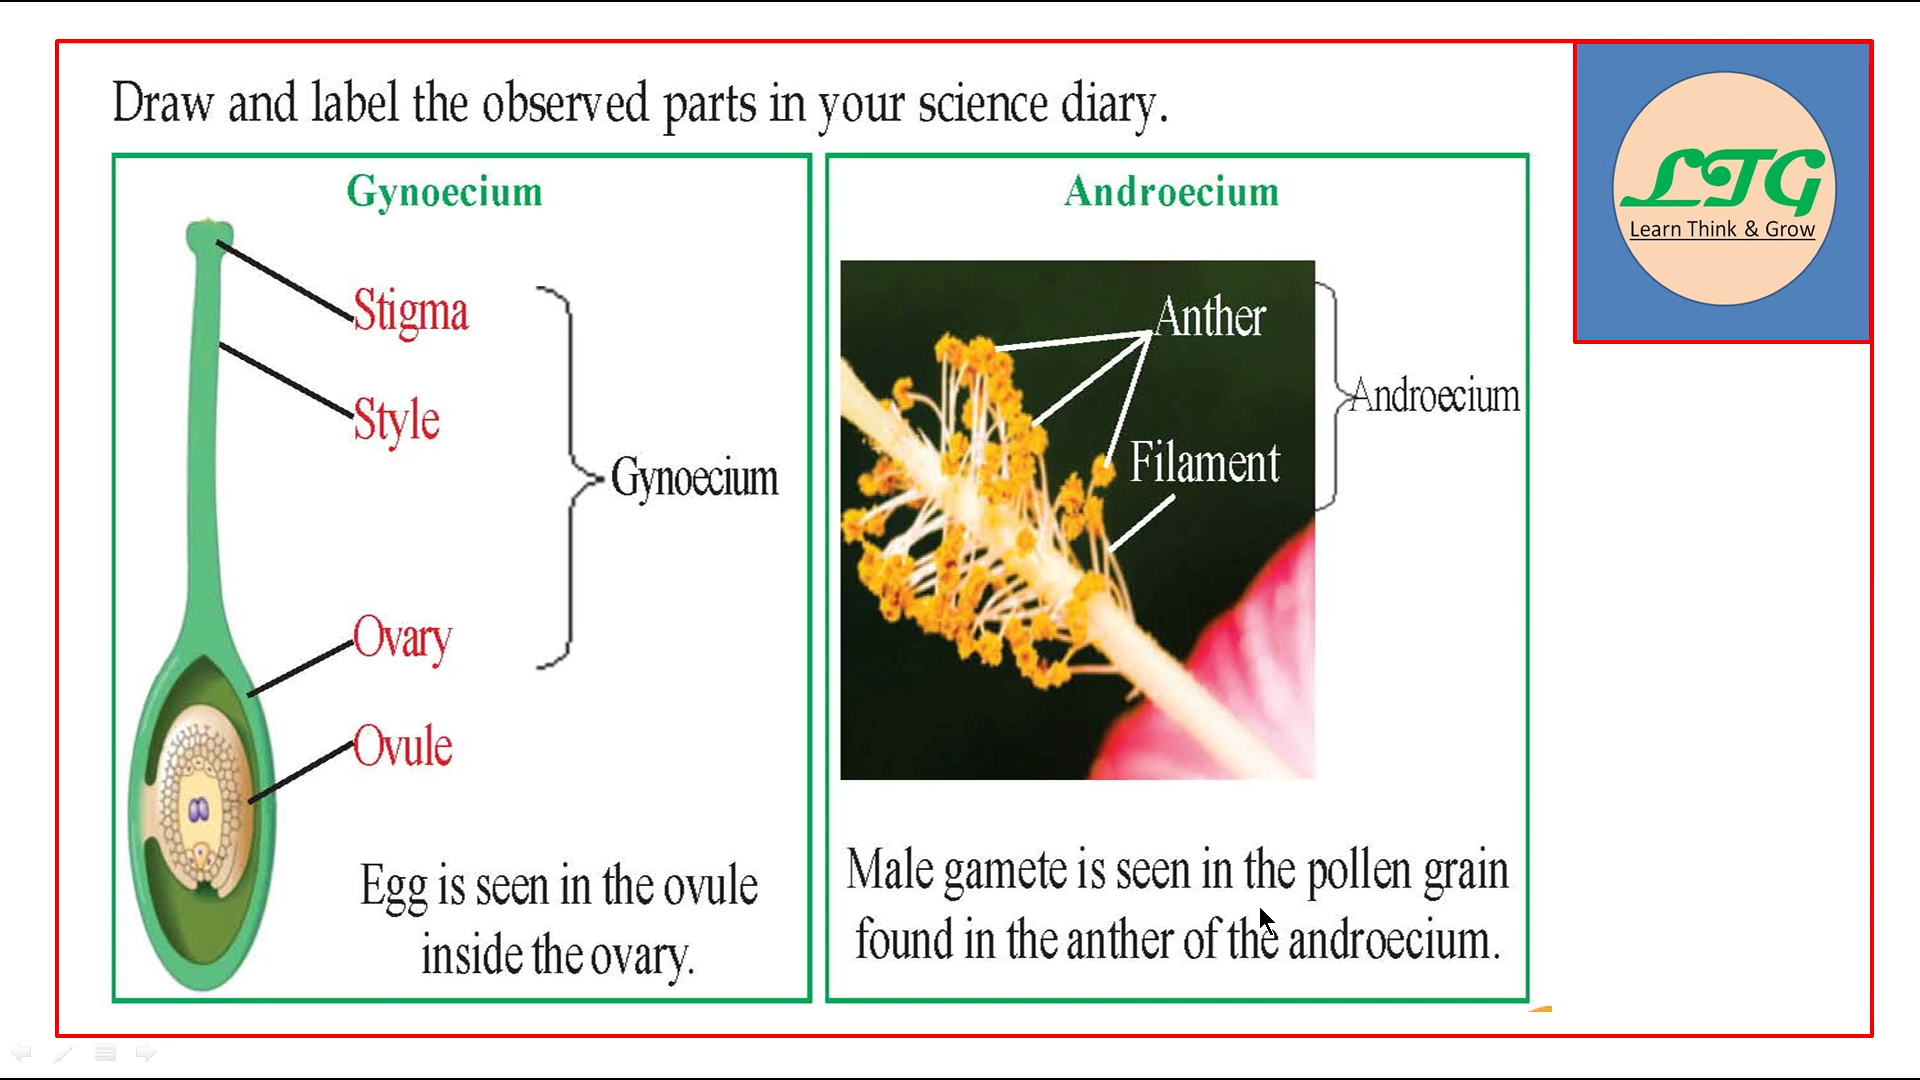 Draw and label the observed parts in your science diary.
LTG
Learn Think & Grow
Gynoecium
Stigma
Style
Gynoecium
Ovary
Ovule
Egg is seen in the ovule
inside the ovary.
Androecium
Anther
Androecium
Filament
Male gamete is seen in the pollen grain
found in the anther of the androecium.